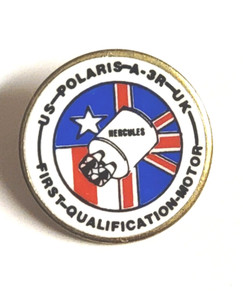 US-POLARIS-A-3R-UK
HERCULES
FIRST-QUALIFICATION-MOTOR